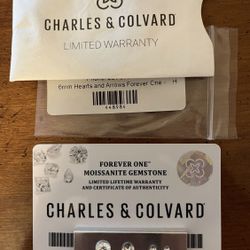 CHARLES & COLVARD
LIMITED WARRANTY
6mm Hearts and Arrows Forever One - H
448984
FOREVER ONE™
MOISSANITE GEMSTONE
LIMITED LIFETIME WARRANTY
AND CERTIFICATE OF AUTHENTICITY
CHARLES & COLVARD